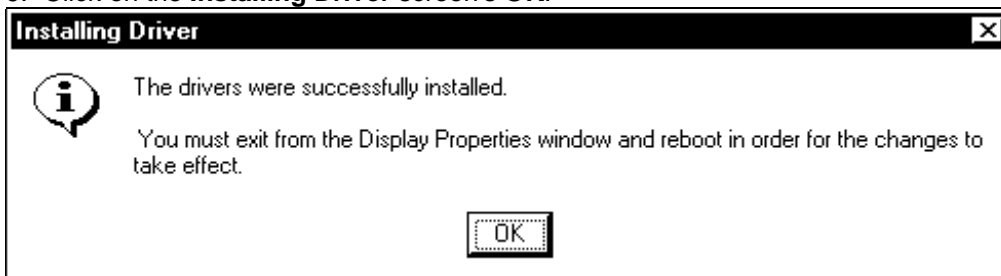 Click on the Installing Driver screen's OK.
Installing Driver
The drivers were successfully installed.
You must exit from the Display Properties window and reboot in order for the changes to
take effect.
OK